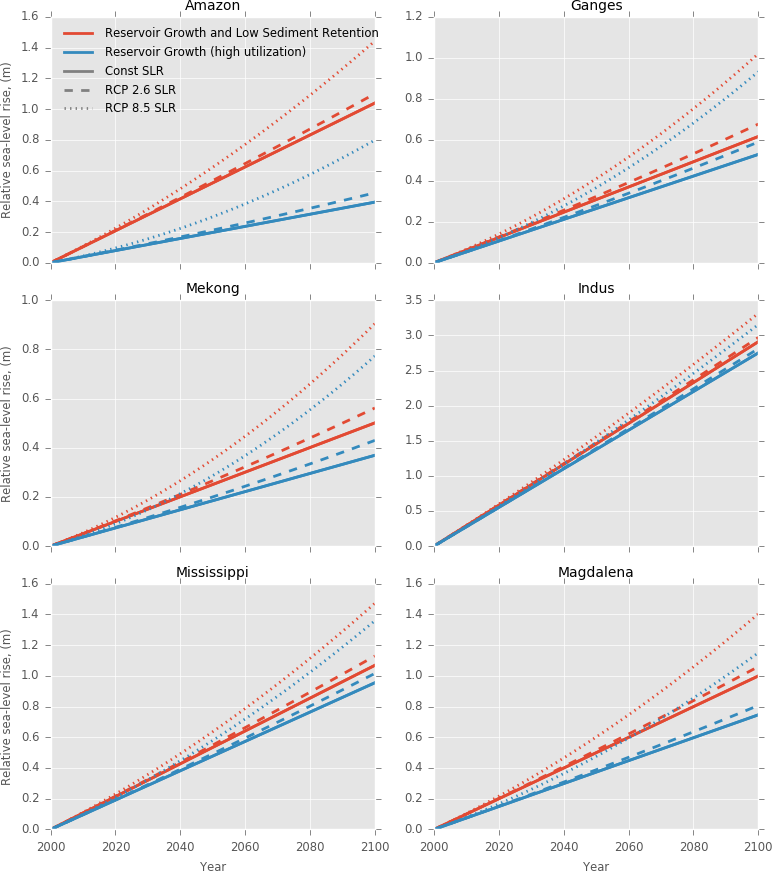 Amazon
Ganges
1.6
1.4
1.2
1.0
0.8
0.6
0.4
0.2
0.0
Relative sea-level rise, (m)
Reservoir Growth and Low Sediment Retention
Reservoir Growth (high utilization)
Const SLR
RCP 2.6 SLR
RCP 8.5 SLR
1.2
1.0
0.8
0.6
0.4
0.2
0.0
Mekong
Indus
1.0
0.8
0.6
0.4
0.2
0.0
Relative sea-level rise, (m)
3.5
3.0
2.5
2.0
1.5
1.0
0.5
0.0
Mississippi
Magdalena
1.6
1.4
1.2
1.0
0.8
0.6
0.4
0.2
0.0
Relative sea-level rise, (m)
2000 2020 2040 2060 2080 2100
Year
1.6
1.4
1.2
1.0
0.8
0.6
0.4
0.2
0.0
2000 2020 2040 2060 2080 2100
Year